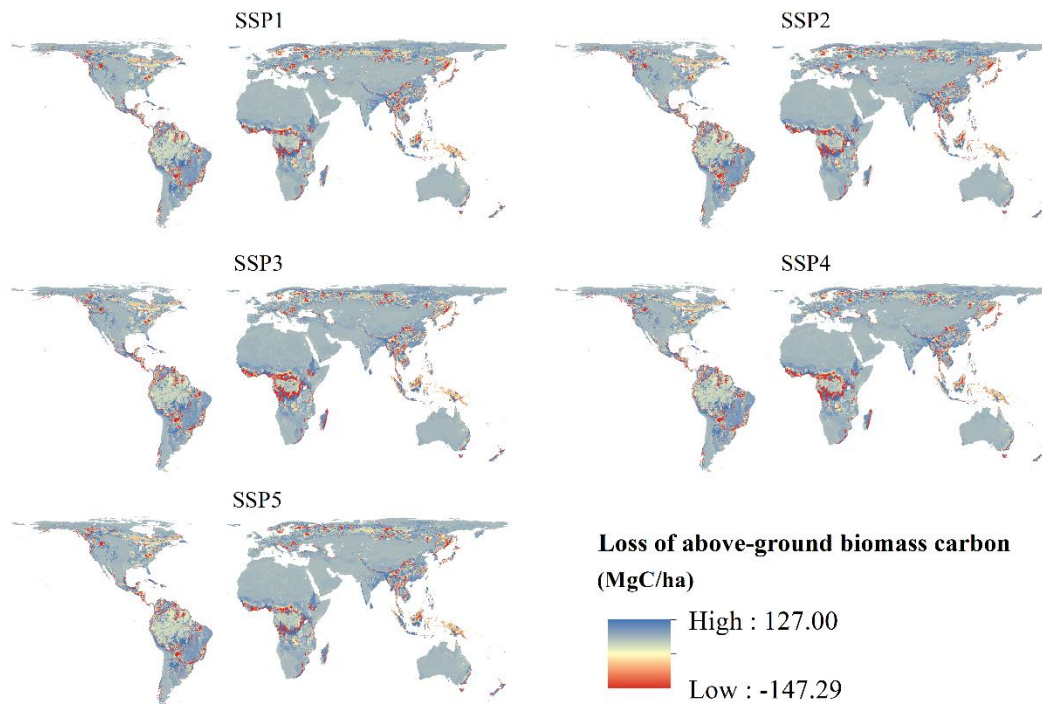 SSP1
SSP2
SSP3
SSP4
SSP5
Loss of above-ground biomass carbon
(MgC/ha)
High : 127.00
Low : -147.29